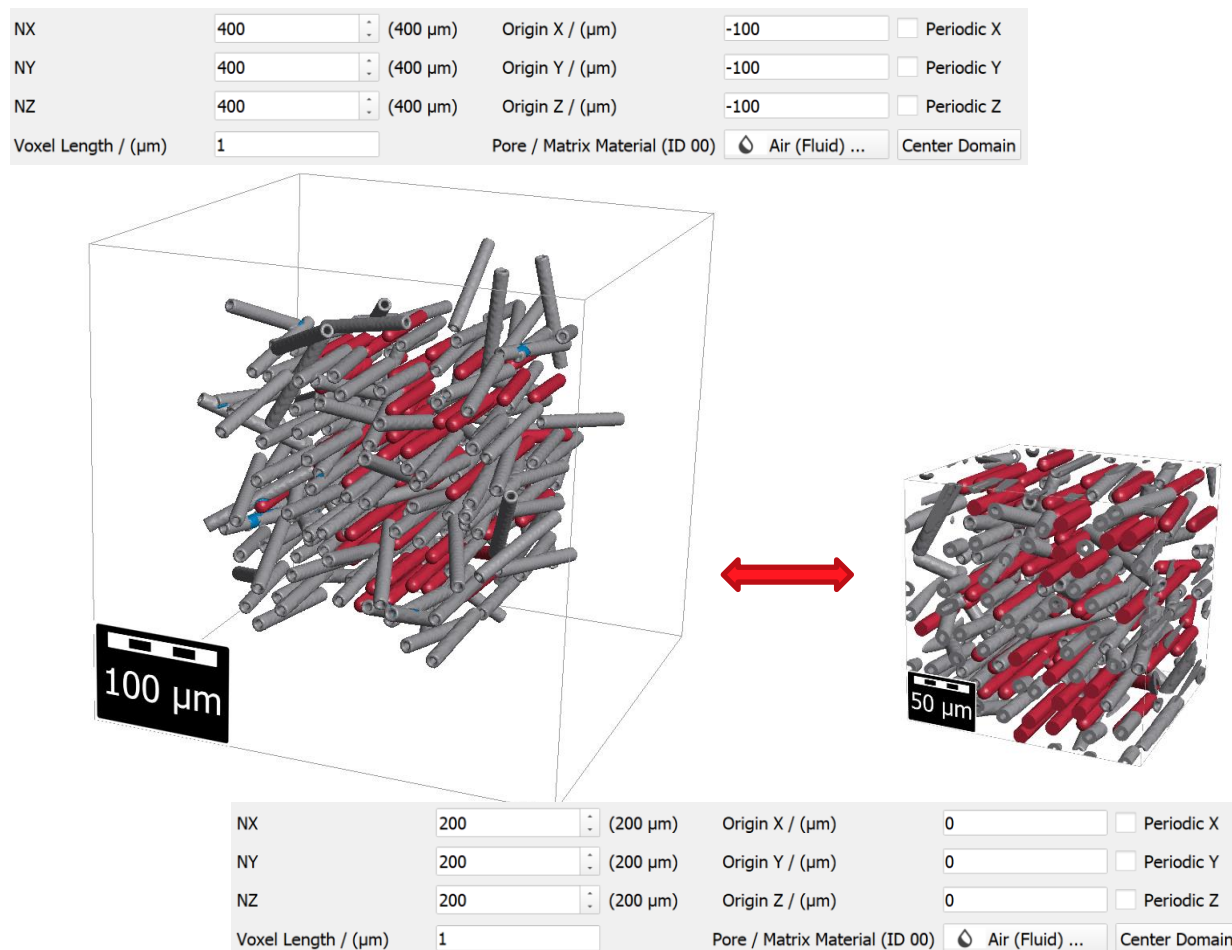 NX 400 (400 µm) Origin X / (µm) -100 Periodic X
NY 400 (400 µm) Origin Y / (µm) -100 Periodic Y
NZ 400 (400 µm) Origin Z / (µm) -100 Periodic Z
Voxel Length / (µm) 1 Pore / Matrix Material (ID 00) Air (Fluid) ... Center Domain
100 µm
50 µm
NX 200 (200 µm) Origin X / (µm) 0 Periodic X
NY 200 (200 µm) Origin Y / (µm) 0 Periodic Y
NZ 200 (200 µm) Origin Z / (µm) 0 Periodic Z
Voxel Length / (µm) 1 Pore / Matrix Material (ID 00) Air (Fluid) ... Center Domain